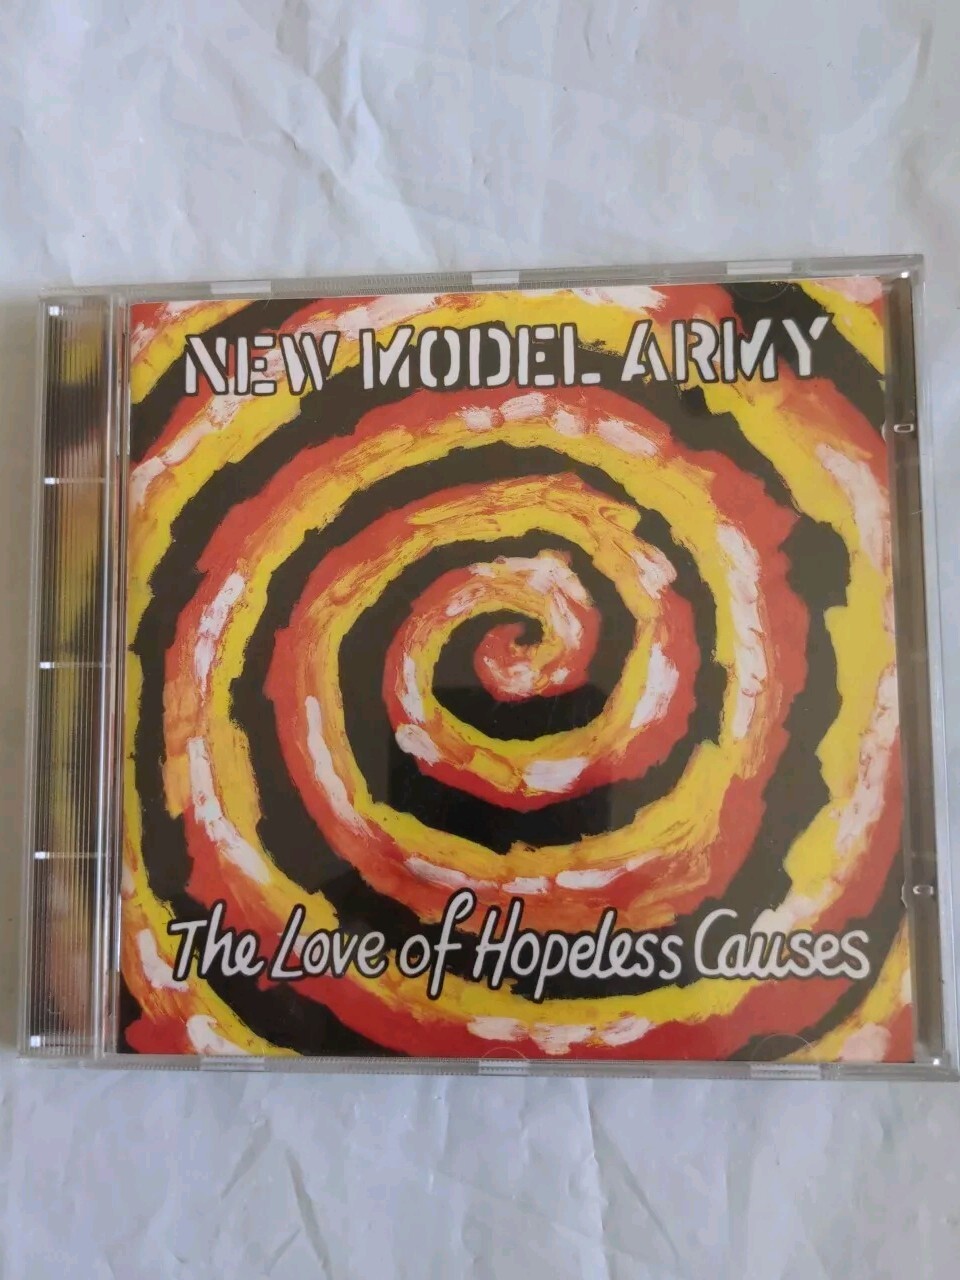 NEW MODEL ARMY
The Love of Hopeless Causes